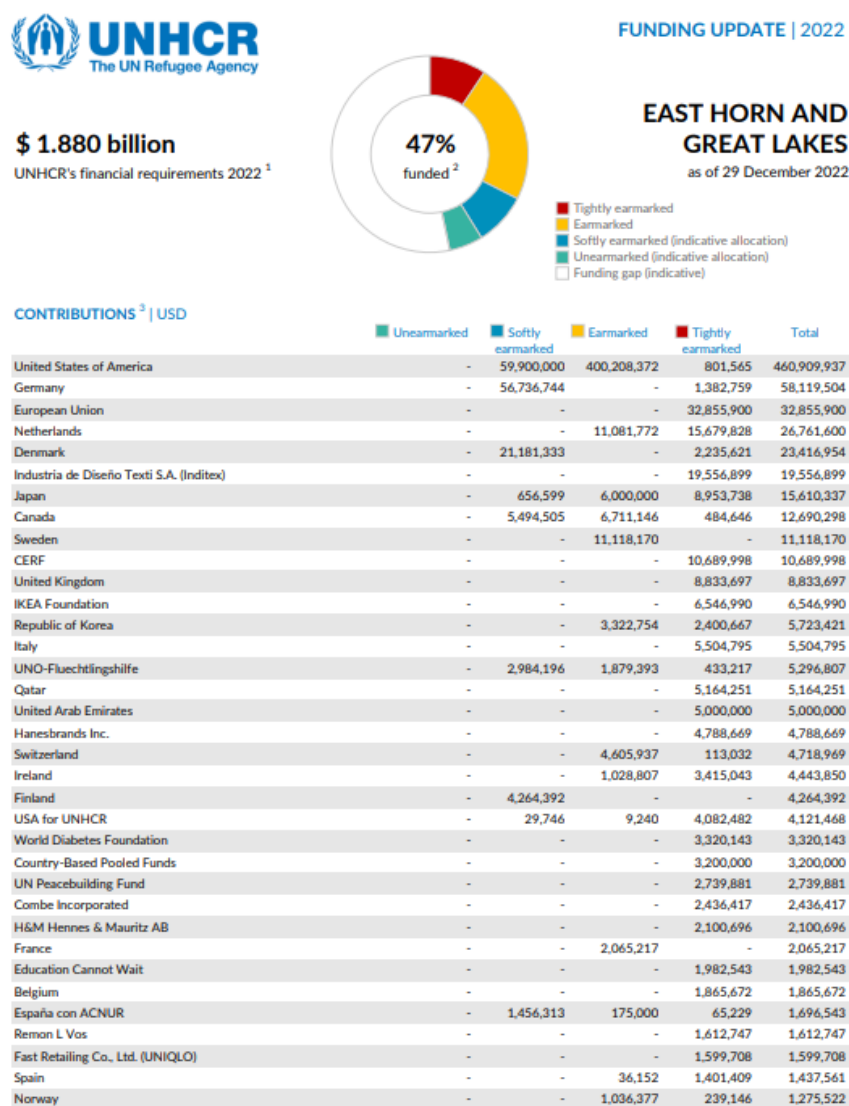 UNHCR
The UN Refugee Agency
FUNDING UPDATE | 2022
$ 1.880 billion
UNHCR's financial requirements 2022 1
47%
funded 2
EAST HORN AND
GREAT LAKES
as of 29 December 2022
Tightly earmarked
Earmarked
Softly earmarked (indicative allocation)
Unearmarked (indicative allocation)
Funding gap (indicative)
CONTRIBUTIONS 3 | USD
Unearmarked Softly earmarked Earmarked Tightly earmarked Total
United States of America - 59,900,000 400,208,372 801,565 460,909,937
Germany - 56,736,744 - 1,382,759 58,119,504
European Union - - - 32,855,900 32,855,900
Netherlands - - 11,081,772 15,679,828 26,761,600
Denmark - 21,181,333 - 2,235,621 23,416,954
Industria de Diseño Texti S.A. (Inditex) - - - 19,556,899 19,556,899
Japan - 656,599 6,000,000 8,953,738 15,610,337
Canada - 5,494,505 6,711,146 484,646 12,690,298
Sweden - - 11,118,170 - 11,118,170
CERF - - - 10,689,998 10,689,998
United Kingdom - - - 8,833,697 8,833,697
IKEA Foundation - - - 6,546,990 6,546,990
Republic of Korea - - 3,322,754 2,400,667 5,723,421
Italy - - - 5,504,795 5,504,795
UNO-Fluechtlingshilfe - 2,984,196 1,879,393 433,217 5,296,807
Qatar - - - 5,164,251 5,164,251
United Arab Emirates - - - 5,000,000 5,000,000
Hanesbrands Inc. - - - 4,788,669 4,788,669
Switzerland - - 4,605,937 113,032 4,718,969
Ireland - - 1,028,807 3,415,043 4,443,850
Finland - 4,264,392 - - 4,264,392
USA for UNHCR - 29,746 9,240 4,082,482 4,121,468
World Diabetes Foundation - - - 3,320,143 3,320,143
Country-Based Pooled Funds - - - 3,200,000 3,200,000
UN Peacebuilding Fund - - - 2,739,881 2,739,881
Combe Incorporated - - - 2,436,417 2,436,417
H&M Hennes & Mauritz AB - - - 2,100,696 2,100,696
France - - 2,065,217 - 2,065,217
Education Cannot Wait - - - 1,982,543 1,982,543
Belgium - - - 1,865,672 1,865,672
España con ACNUR - 1,456,313 175,000 65,229 1,696,543
Remon L Vos - - - 1,612,747 1,612,747
Fast Retailing Co., Ltd. (UNIQLO) - - - 1,599,708 1,599,708
Spain - - 36,152 1,401,409 1,437,561
Norway - - 1,036,377 239,146 1,275,522